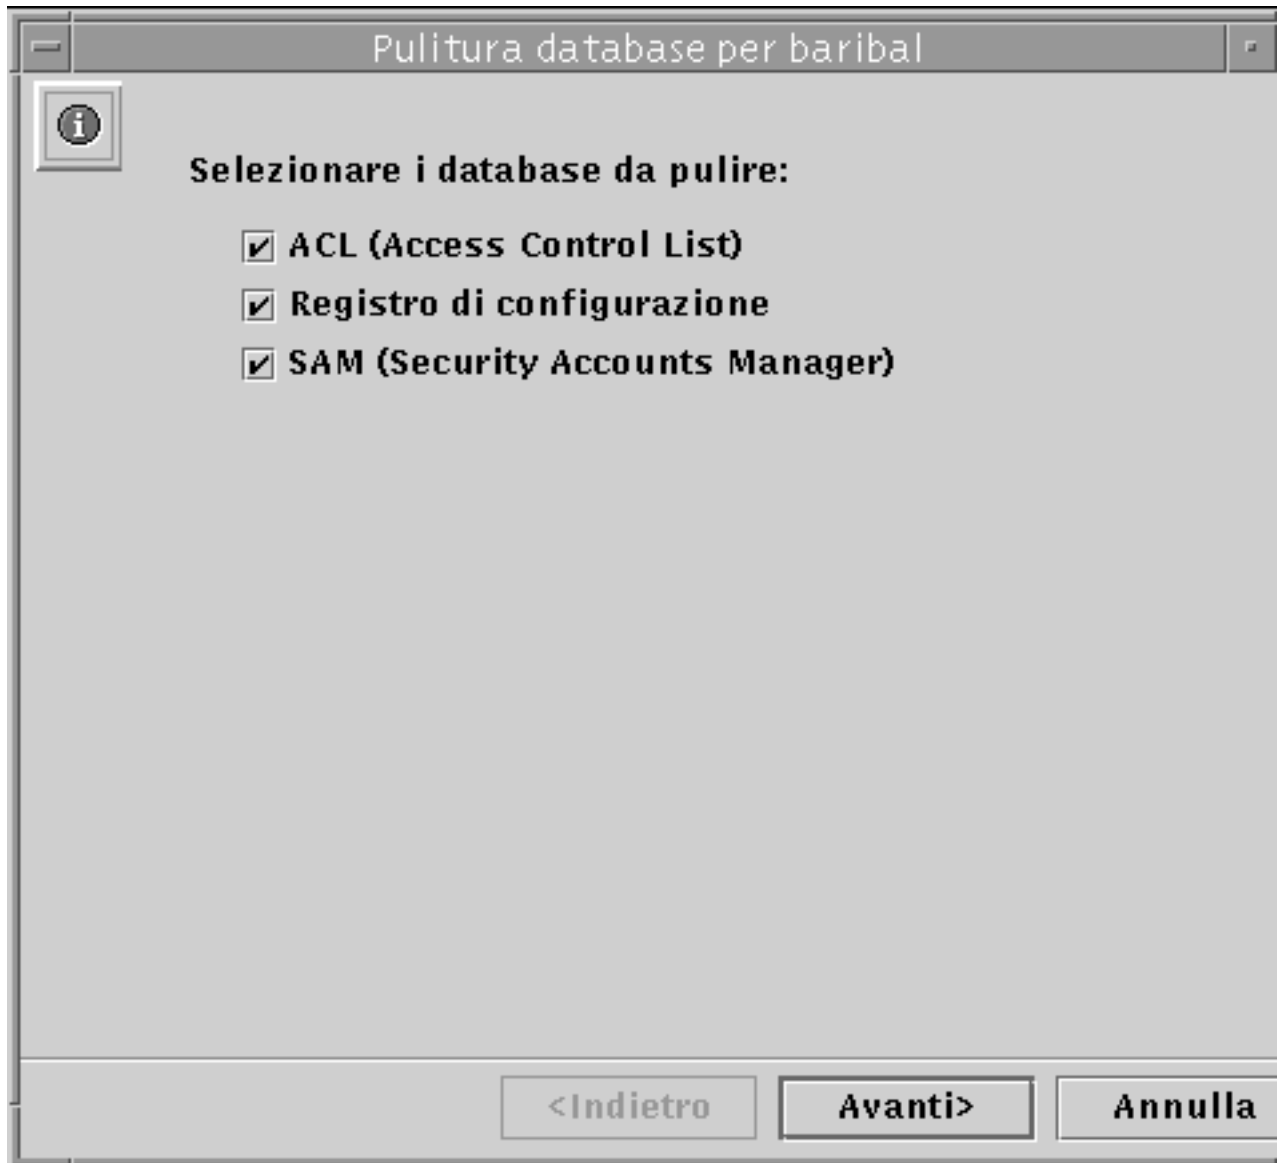 Pulitura database per baribal
Selezionare i database da pulire:
ACL (Access Control List)
Registro di configurazione
SAM (Security Accounts Manager)
<Indietro
Avanti>
Annulla